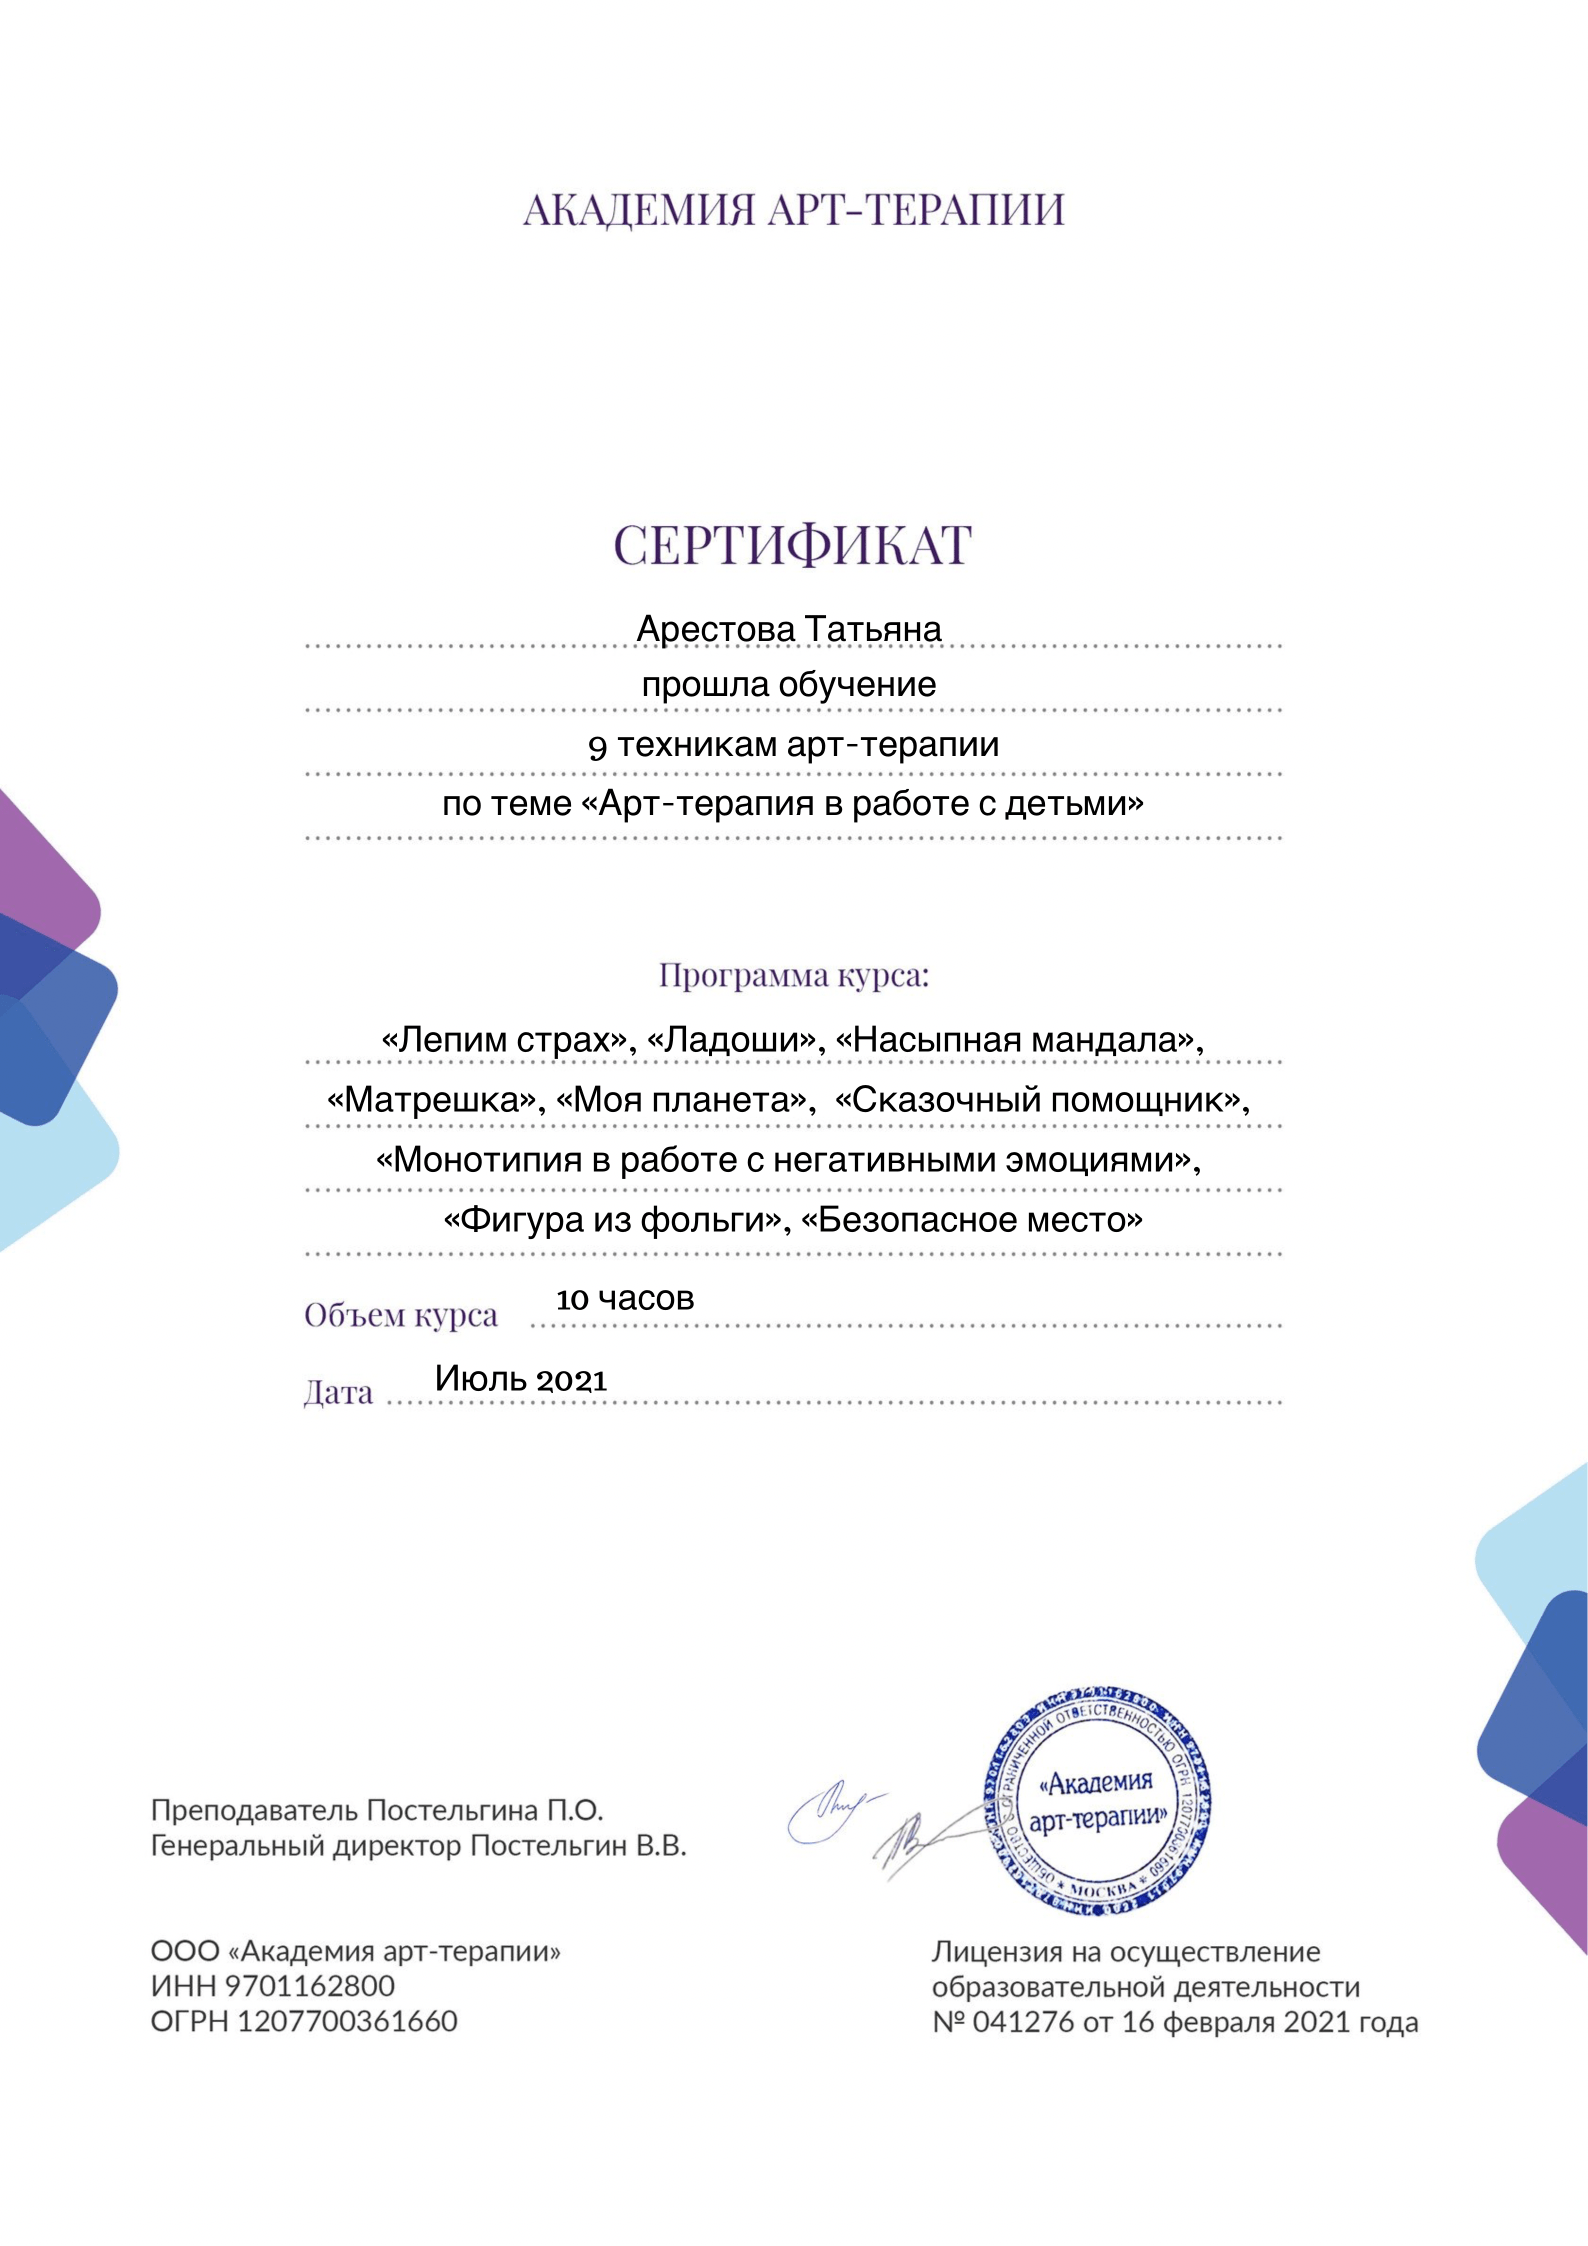 АКАДЕМИЯ АРТ-ТЕРАПИИ
СЕРТИФИКАТ
Арестова Татьяна
прошла обучение
9 техникам арт-терапии
по теме «Арт-терапия в работе с детьми»
Программа курса:
«Лепим страх», «Ладоши», «Насыпная мандала»,
«Матрешка», «Моя планета», «Сказочный помощник»,
«Монотипия в работе с негативными эмоциями»,
«Фигура из фольги», «Безопасное место»
Объем курса 10 часов
Дата Июль 2021
Преподаватель Постельгина П.О.
Генеральный директор Постельгин В.В.
«Академия
арт-терапии»
ОБЩЕСТВО С ОГРАНИЧЕННОЙ ОТВЕТСТВЕННОСТЬЮ ОГРН 1207700361660
* МОСКВА *
ООО «Академия арт-терапии»
ИНН 9701162800
ОГРН 1207700361660
Лицензия на осуществление
образовательной деятельности
№ 041276 от 16 февраля 2021 года